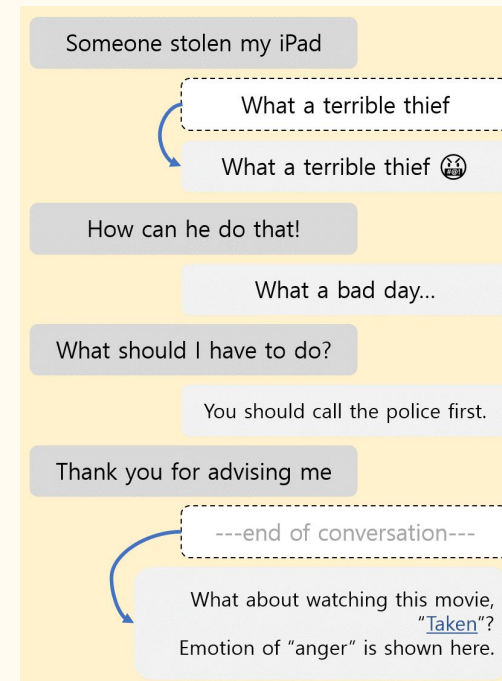 Someone stolen my iPad
What a terrible thief
What a terrible thief 🤬
How can he do that!
What a bad day...
What should I have to do?
You should call the police first.
Thank you for advising me
---end of conversation---
What about watching this movie,
"Taken"?
Emotion of "anger" is shown here.